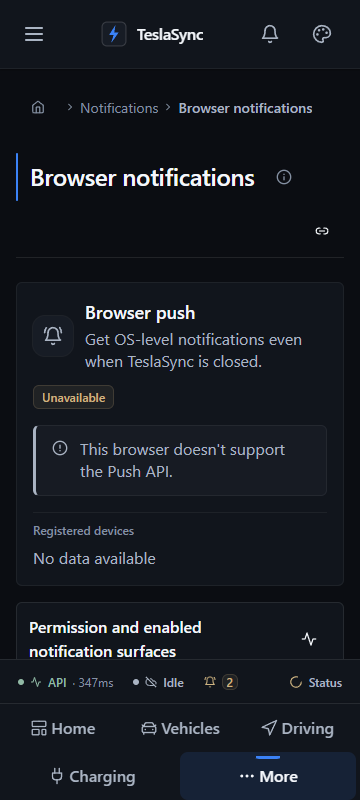 TeslaSync
Notifications
Browser notifications
Browser notifications
Browser push
Get OS-level notifications even
when TeslaSync is closed.
Unavailable
This browser doesn't support
the Push API.
Registered devices
No data available
Permission and enabled
notification surfaces
API · 347ms
Idle
2
Status
Home
Vehicles
Driving
Charging
More